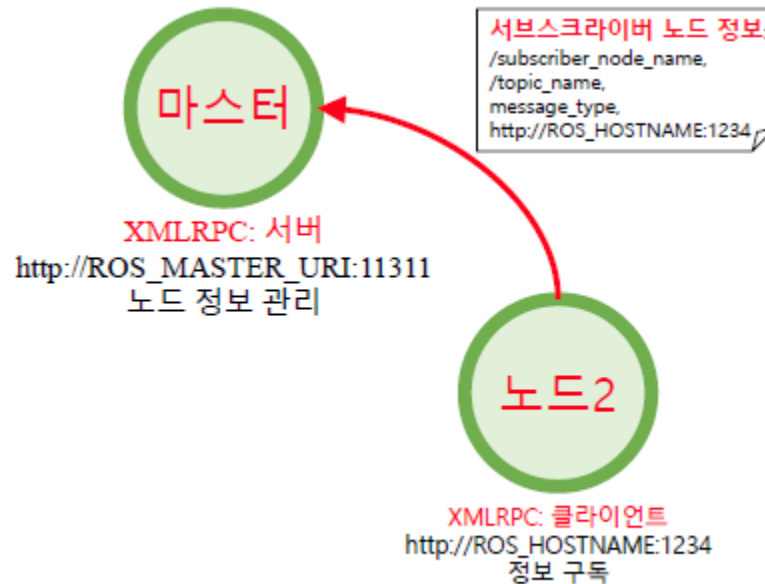 마스터
XMLRPC: 서버
http://ROS_MASTER_URI:11311
노드 정보 관리
서브스크라이버 노드 정보:
/subscriber_node_name,
/topic_name,
message_type,
http://ROS_HOSTNAME:1234
노드2
XMLRPC: 클라이언트
http://ROS_HOSTNAME:1234
정보 구독